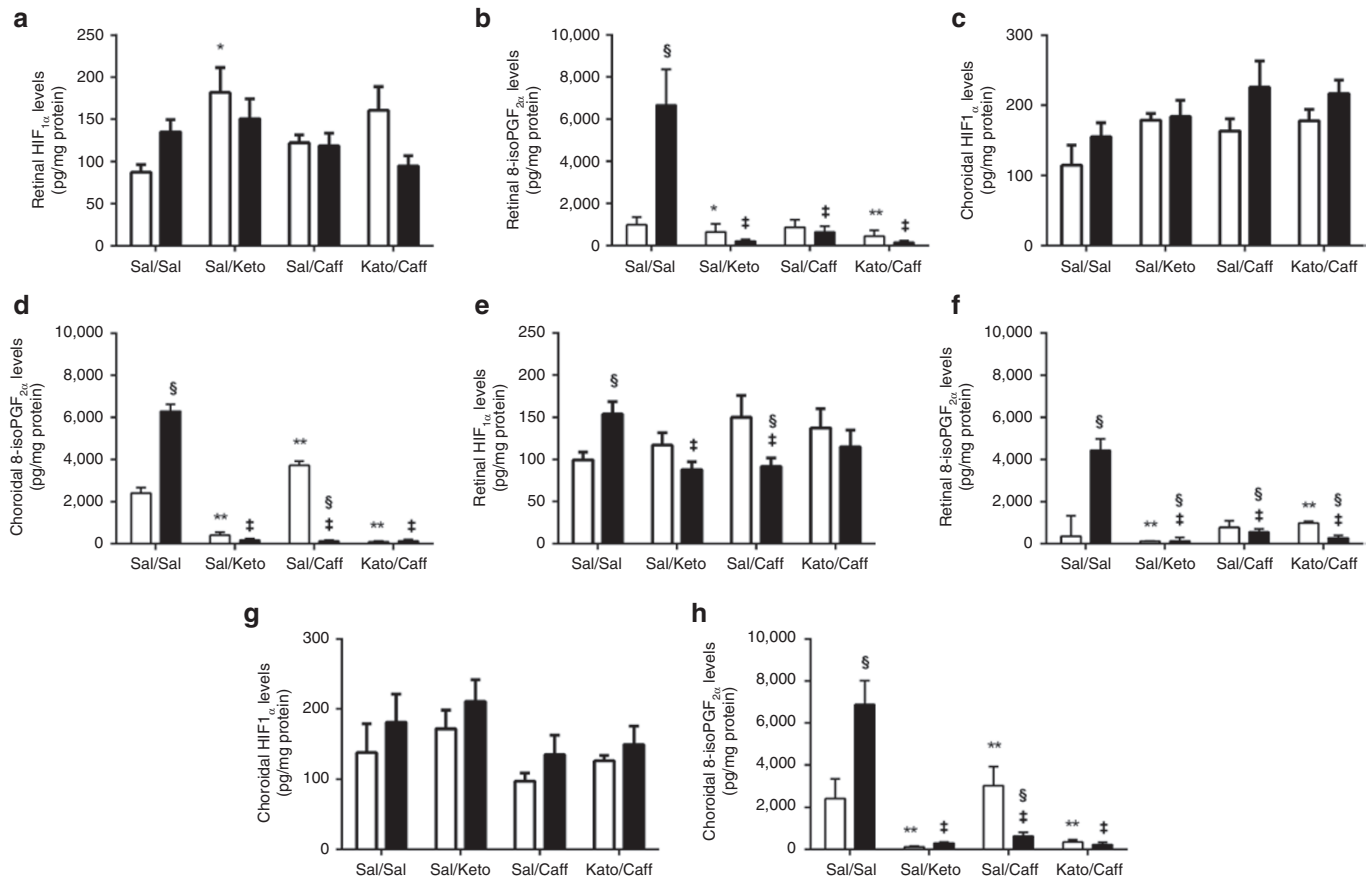 a
Retinal HIF1α levels
(pg/mg protein)
250
200
150
100
50
0
*
Sal/Sal Sal/Keto Sal/Caff Kato/Caff
b
Retinal 8-isoPGF2α levels
(pg/mg protein)
10,000
8,000
6,000
4,000
2,000
0
§
* ‡ ‡ ** ‡
Sal/Sal Sal/Keto Sal/Caff Kato/Caff
c
Choroidal HIF1α levels
(pg/mg protein)
300
200
100
0
Sal/Sal Sal/Keto Sal/Caff Kato/Caff
d
Choroidal 8-isoPGF2α levels
(pg/mg protein)
10,000
8,000
6,000
4,000
2,000
0
§
**
§
** ‡ ‡ ** ‡
Sal/Sal Sal/Keto Sal/Caff Kato/Caff
e
Retinal HIF1α levels
(pg/mg protein)
250
200
150
100
50
0
§
§
‡ ‡
Sal/Sal Sal/Keto Sal/Caff Kato/Caff
f
Retinal 8-isoPGF2α levels
(pg/mg protein)
10,000
8,000
6,000
4,000
2,000
0
§
§ § §
** ‡ ‡ ** ‡
Sal/Sal Sal/Keto Sal/Caff Kato/Caff
g
Choroidal HIF1α levels
(pg/mg protein)
300
200
100
0
Sal/Sal Sal/Keto Sal/Caff Kato/Caff
h
Choroidal 8-isoPGF2α levels
(pg/mg protein)
10,000
8,000
6,000
4,000
2,000
0
§
**
§
** ‡ ‡ ** ‡
Sal/Sal Sal/Keto Sal/Caff Kato/Caff